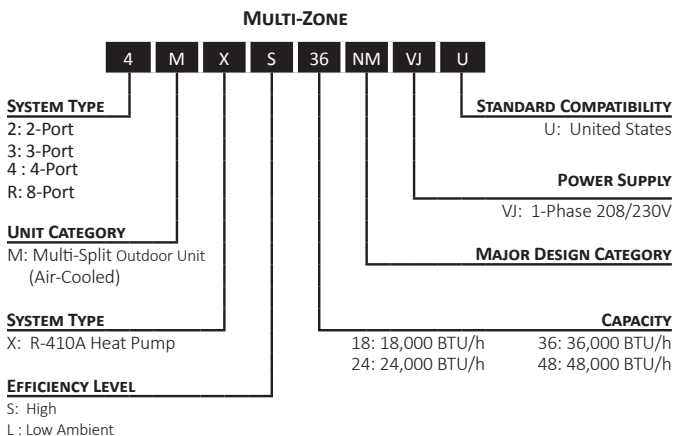 MULTI-ZONE
4 M X S 36 NM VJ U
SYSTEM TYPE
2: 2-Port
3: 3-Port
4 : 4-Port
R: 8-Port
UNIT CATEGORY
M: Multi-Split Outdoor Unit
(Air-Cooled)
SYSTEM TYPE
X: R-410A Heat Pump
EFFICIENCY LEVEL
S: High
L : Low Ambient
STANDARD COMPATIBILITY
U: United States
POWER SUPPLY
VJ: 1-Phase 208/230V
MAJOR DESIGN CATEGORY
CAPACITY
18: 18,000 BTU/h 36: 36,000 BTU/h
24: 24,000 BTU/h 48: 48,000 BTU/h